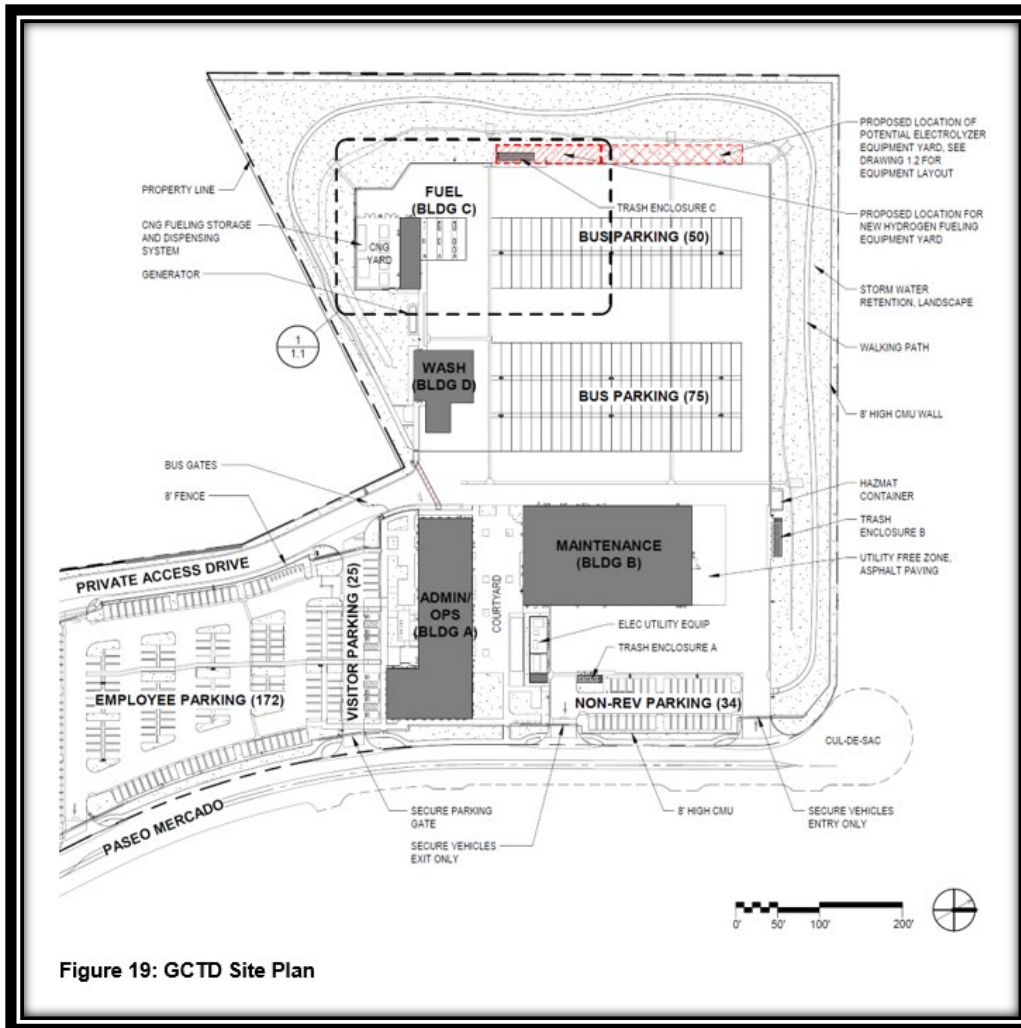 PROPOSED LOCATION OF
POTENTIAL ELECTROLYZER
EQUIPMENT YARD, SEE
DRAWING 1.2 FOR
EQUIPMENT LAYOUT
PROPERTY LINE
FUEL
(BLDG C)
TRASH ENCLOSURE C
PROPOSED LOCATION FOR
NEW HYDROGEN FUELING
EQUIPMENT YARD
CNG FUELING STORAGE
AND DISPENSING
SYSTEM
CNG
YARD
BUS PARKING (50)
GENERATOR
STORM WATER
RETENTION, LANDSCAPE
1
1.1
WALKING PATH
WASH
(BLDG D)
BUS PARKING (75)
8' HIGH CMU WALL
BUS GATES
8' FENCE
HAZMAT
CONTAINER
TRASH
ENCLOSURE B
MAINTENANCE
(BLDG B)
UTILITY FREE ZONE,
ASPHALT PAVING
PRIVATE ACCESS DRIVE
VISITOR PARKING (25)
ADMIN/
OPS
(BLDG A)
COURTYARD
ELEC UTILITY EQUIP
TRASH ENCLOSURE A
EMPLOYEE PARKING (172)
NON-REV PARKING (34)
CUL-DE-SAC
PASEO MERCADO
SECURE PARKING
GATE
SECURE VEHICLES
EXIT ONLY
8' HIGH CMU
SECURE VEHICLES
ENTRY ONLY
0' 50' 100' 200'
Figure 19: GCTD Site Plan